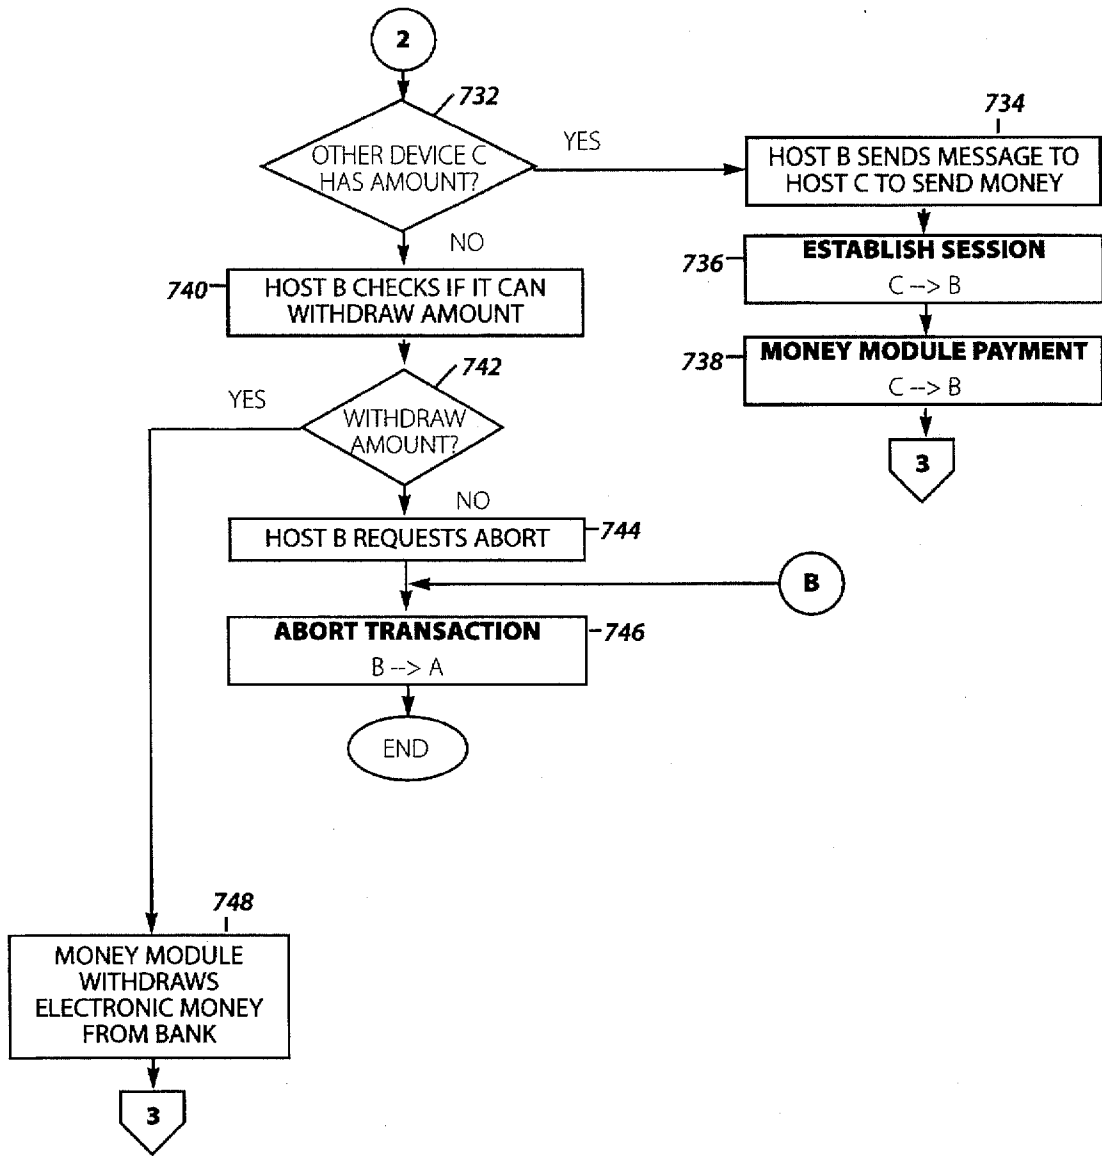 2
732
OTHER DEVICE C
HAS AMOUNT?
YES
734
HOST B SENDS MESSAGE TO
HOST C TO SEND MONEY
NO
736
ESTABLISH SESSION
C --> B
740
HOST B CHECKS IF IT CAN
WITHDRAW AMOUNT
738
MONEY MODULE PAYMENT
C --> B
3
742
YES
WITHDRAW
AMOUNT?
NO
HOST B REQUESTS ABORT
744
B
ABORT TRANSACTION
B --> A
746
END
748
MONEY MODULE
WITHDRAWS
ELECTRONIC MONEY
FROM BANK
3